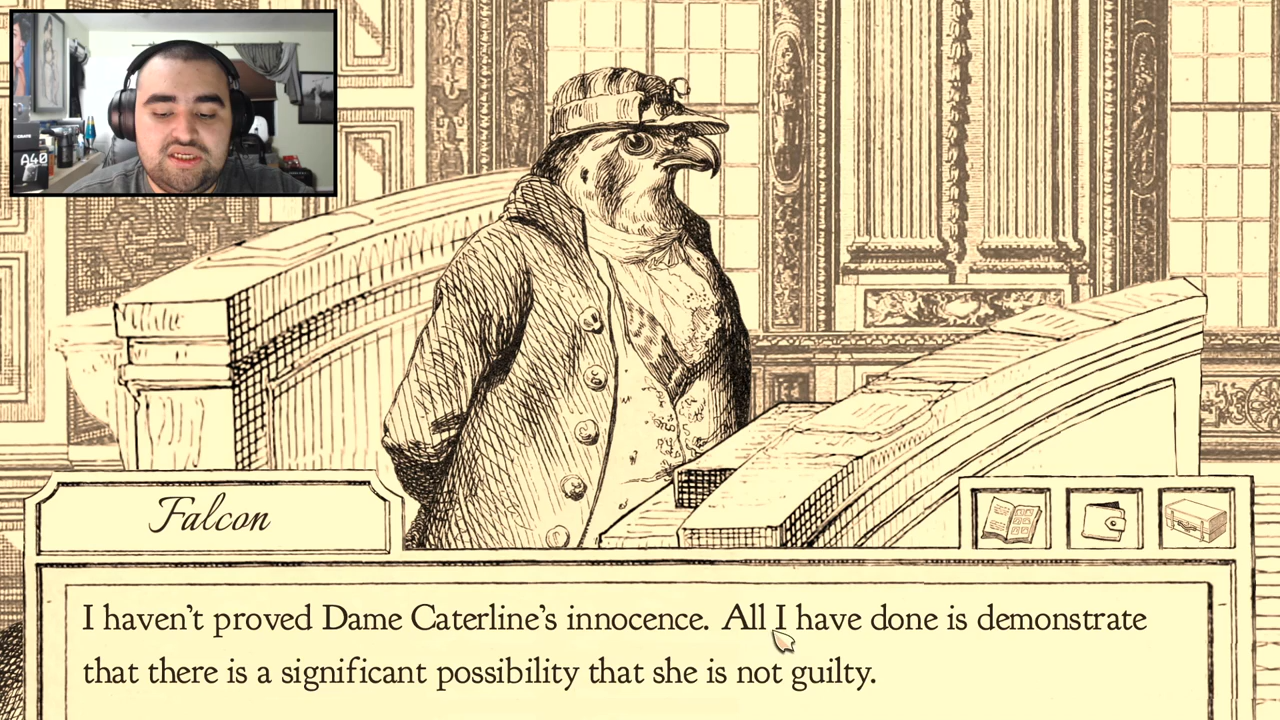 A40
Falcon
I haven't proved Dame Caterline's innocence. All I have done is demonstrate
that there is a significant possibility that she is not guilty.